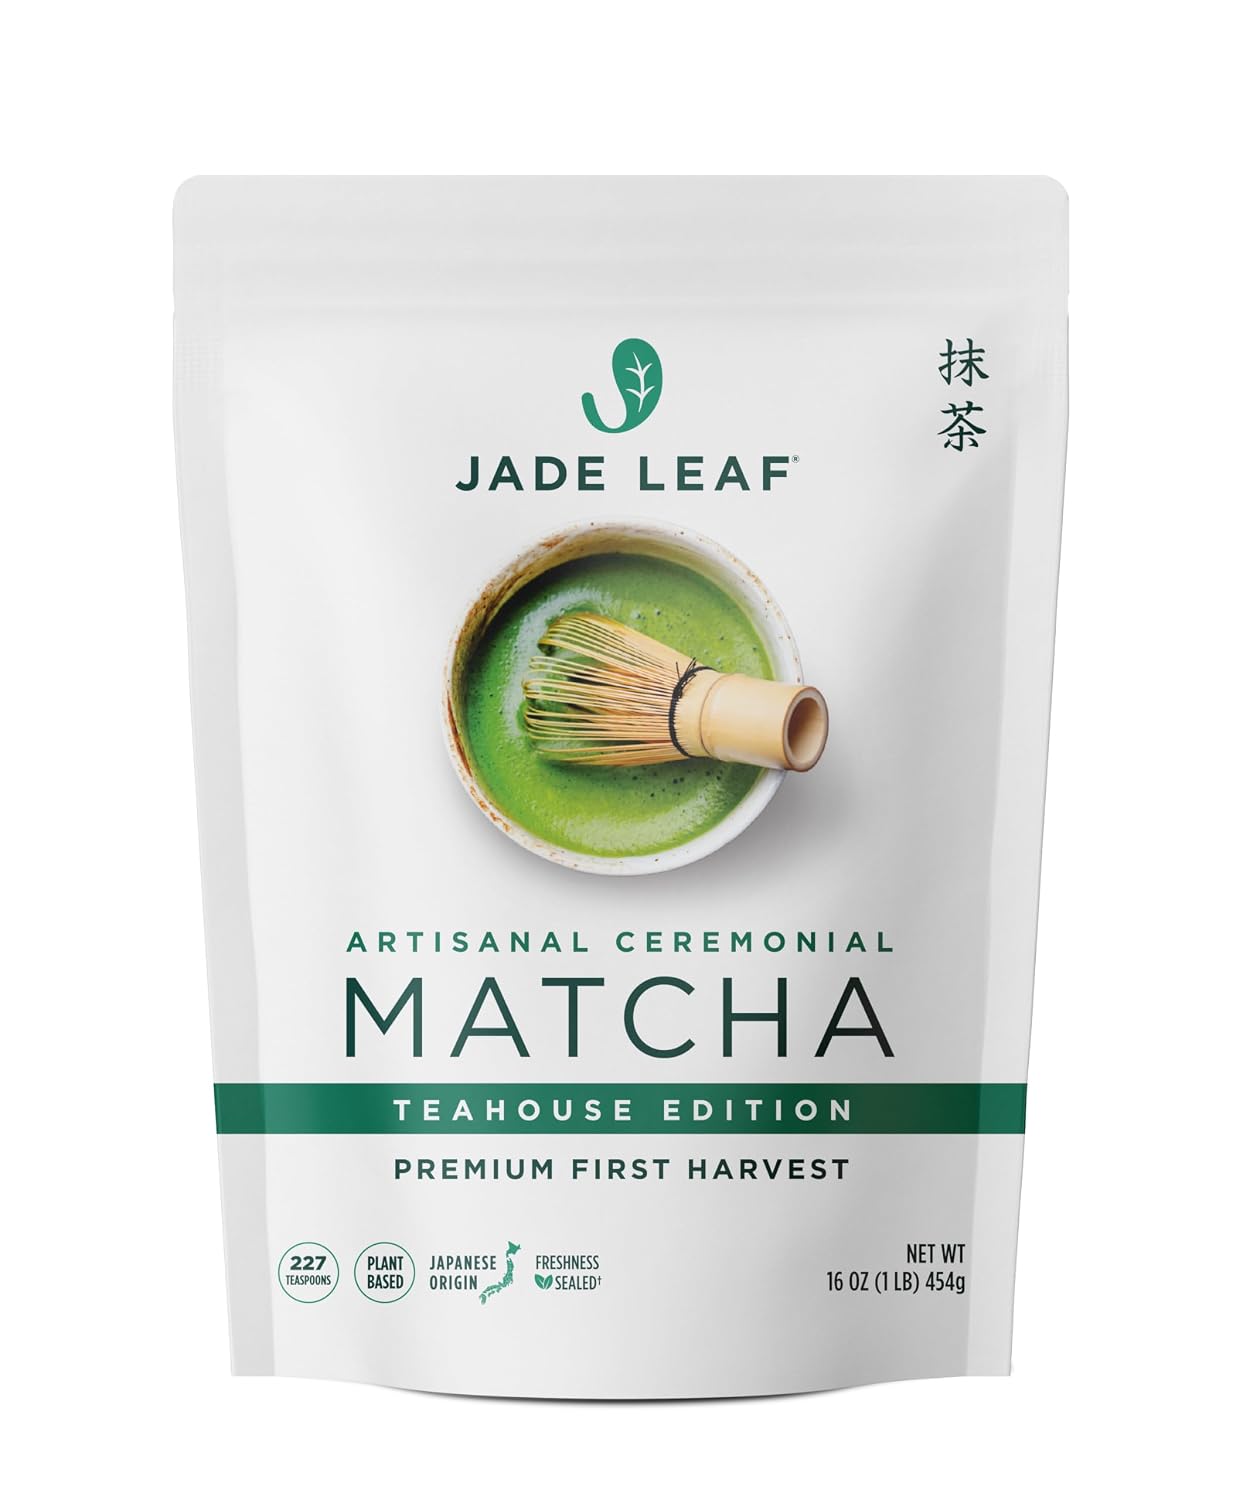 抹
茶
JADE LEAF®
ARTISANAL CEREMONIAL
MATCHA
TEAHOUSE EDITION
PREMIUM FIRST HARVEST
227
TEASPOONS
PLANT
BASED
JAPANESE
ORIGIN
FRESHNESS
SEALED†
NET WT
16 OZ (1 LB) 454g